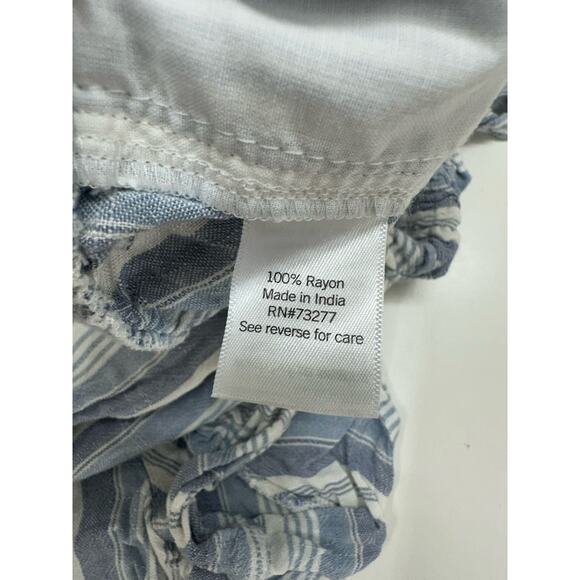 100% Rayon
Made in India
RN#73277
See reverse for care